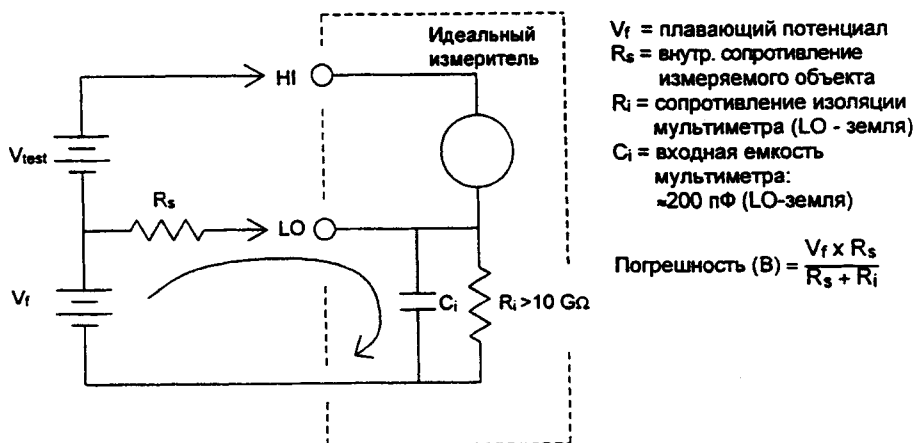 Идеальный
измеритель
HI
Vtest
Rs
LO
Vf
Ci
Ri >10 GΩ
Vf = плавающий потенциал
Rs = внутр. сопротивление
измеряемого объекта
Ri = сопротивление изоляции
мультиметра (LO - земля)
Ci = входная емкость
мультиметра:
≈200 пФ (LO-земля)
Погрешность (В) = Vf x Rs / Rs + Ri